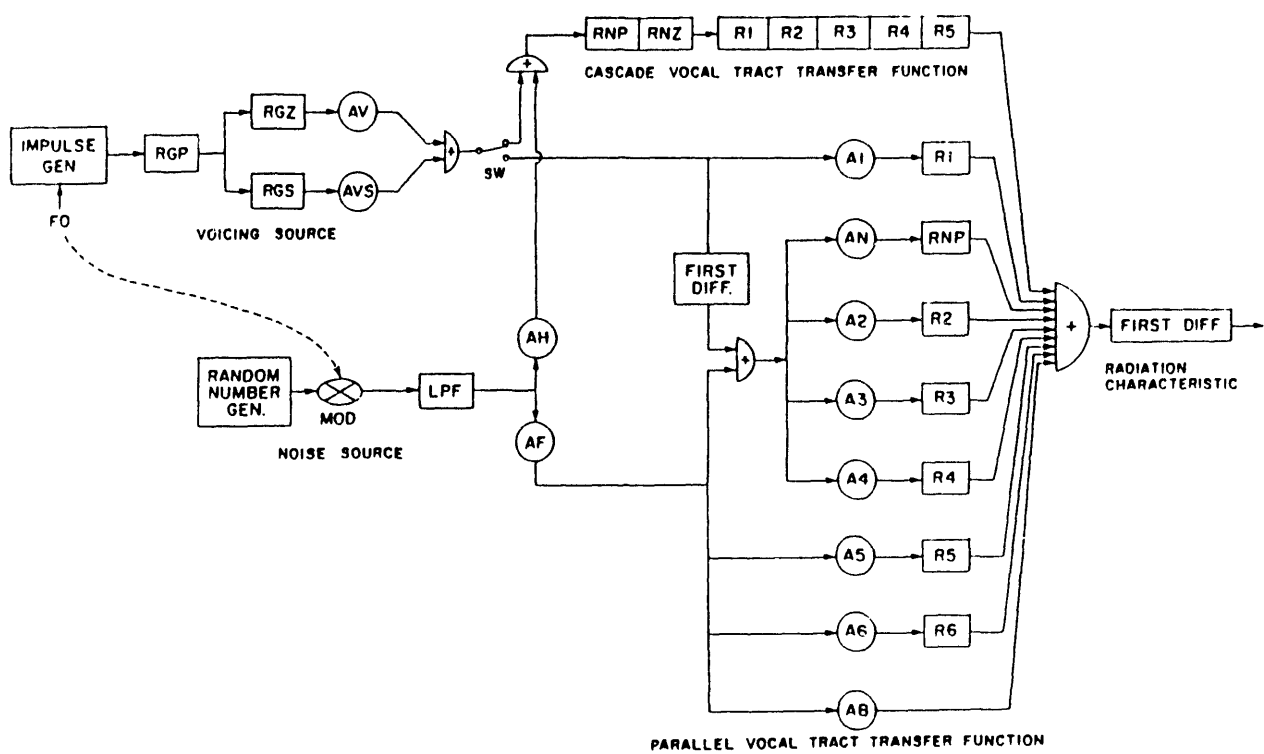 RNP RNZ R1 R2 R3 R4 R5
CASCADE VOCAL TRACT TRANSFER FUNCTION
+
IMPULSE
GEN
RGP
RGZ
AV
RGS
AVS
+
SW
VOICING SOURCE
F0
A1
R1
AN
RNP
FIRST
DIFF.
A2
R2
+
FIRST DIFF
RADIATION
CHARACTERISTIC
AH
+
RANDOM
NUMBER
GEN.
MOD
LPF
NOISE SOURCE
AF
A3
R3
A4
R4
A5
R5
A6
R6
AB
PARALLEL VOCAL TRACT TRANSFER FUNCTION